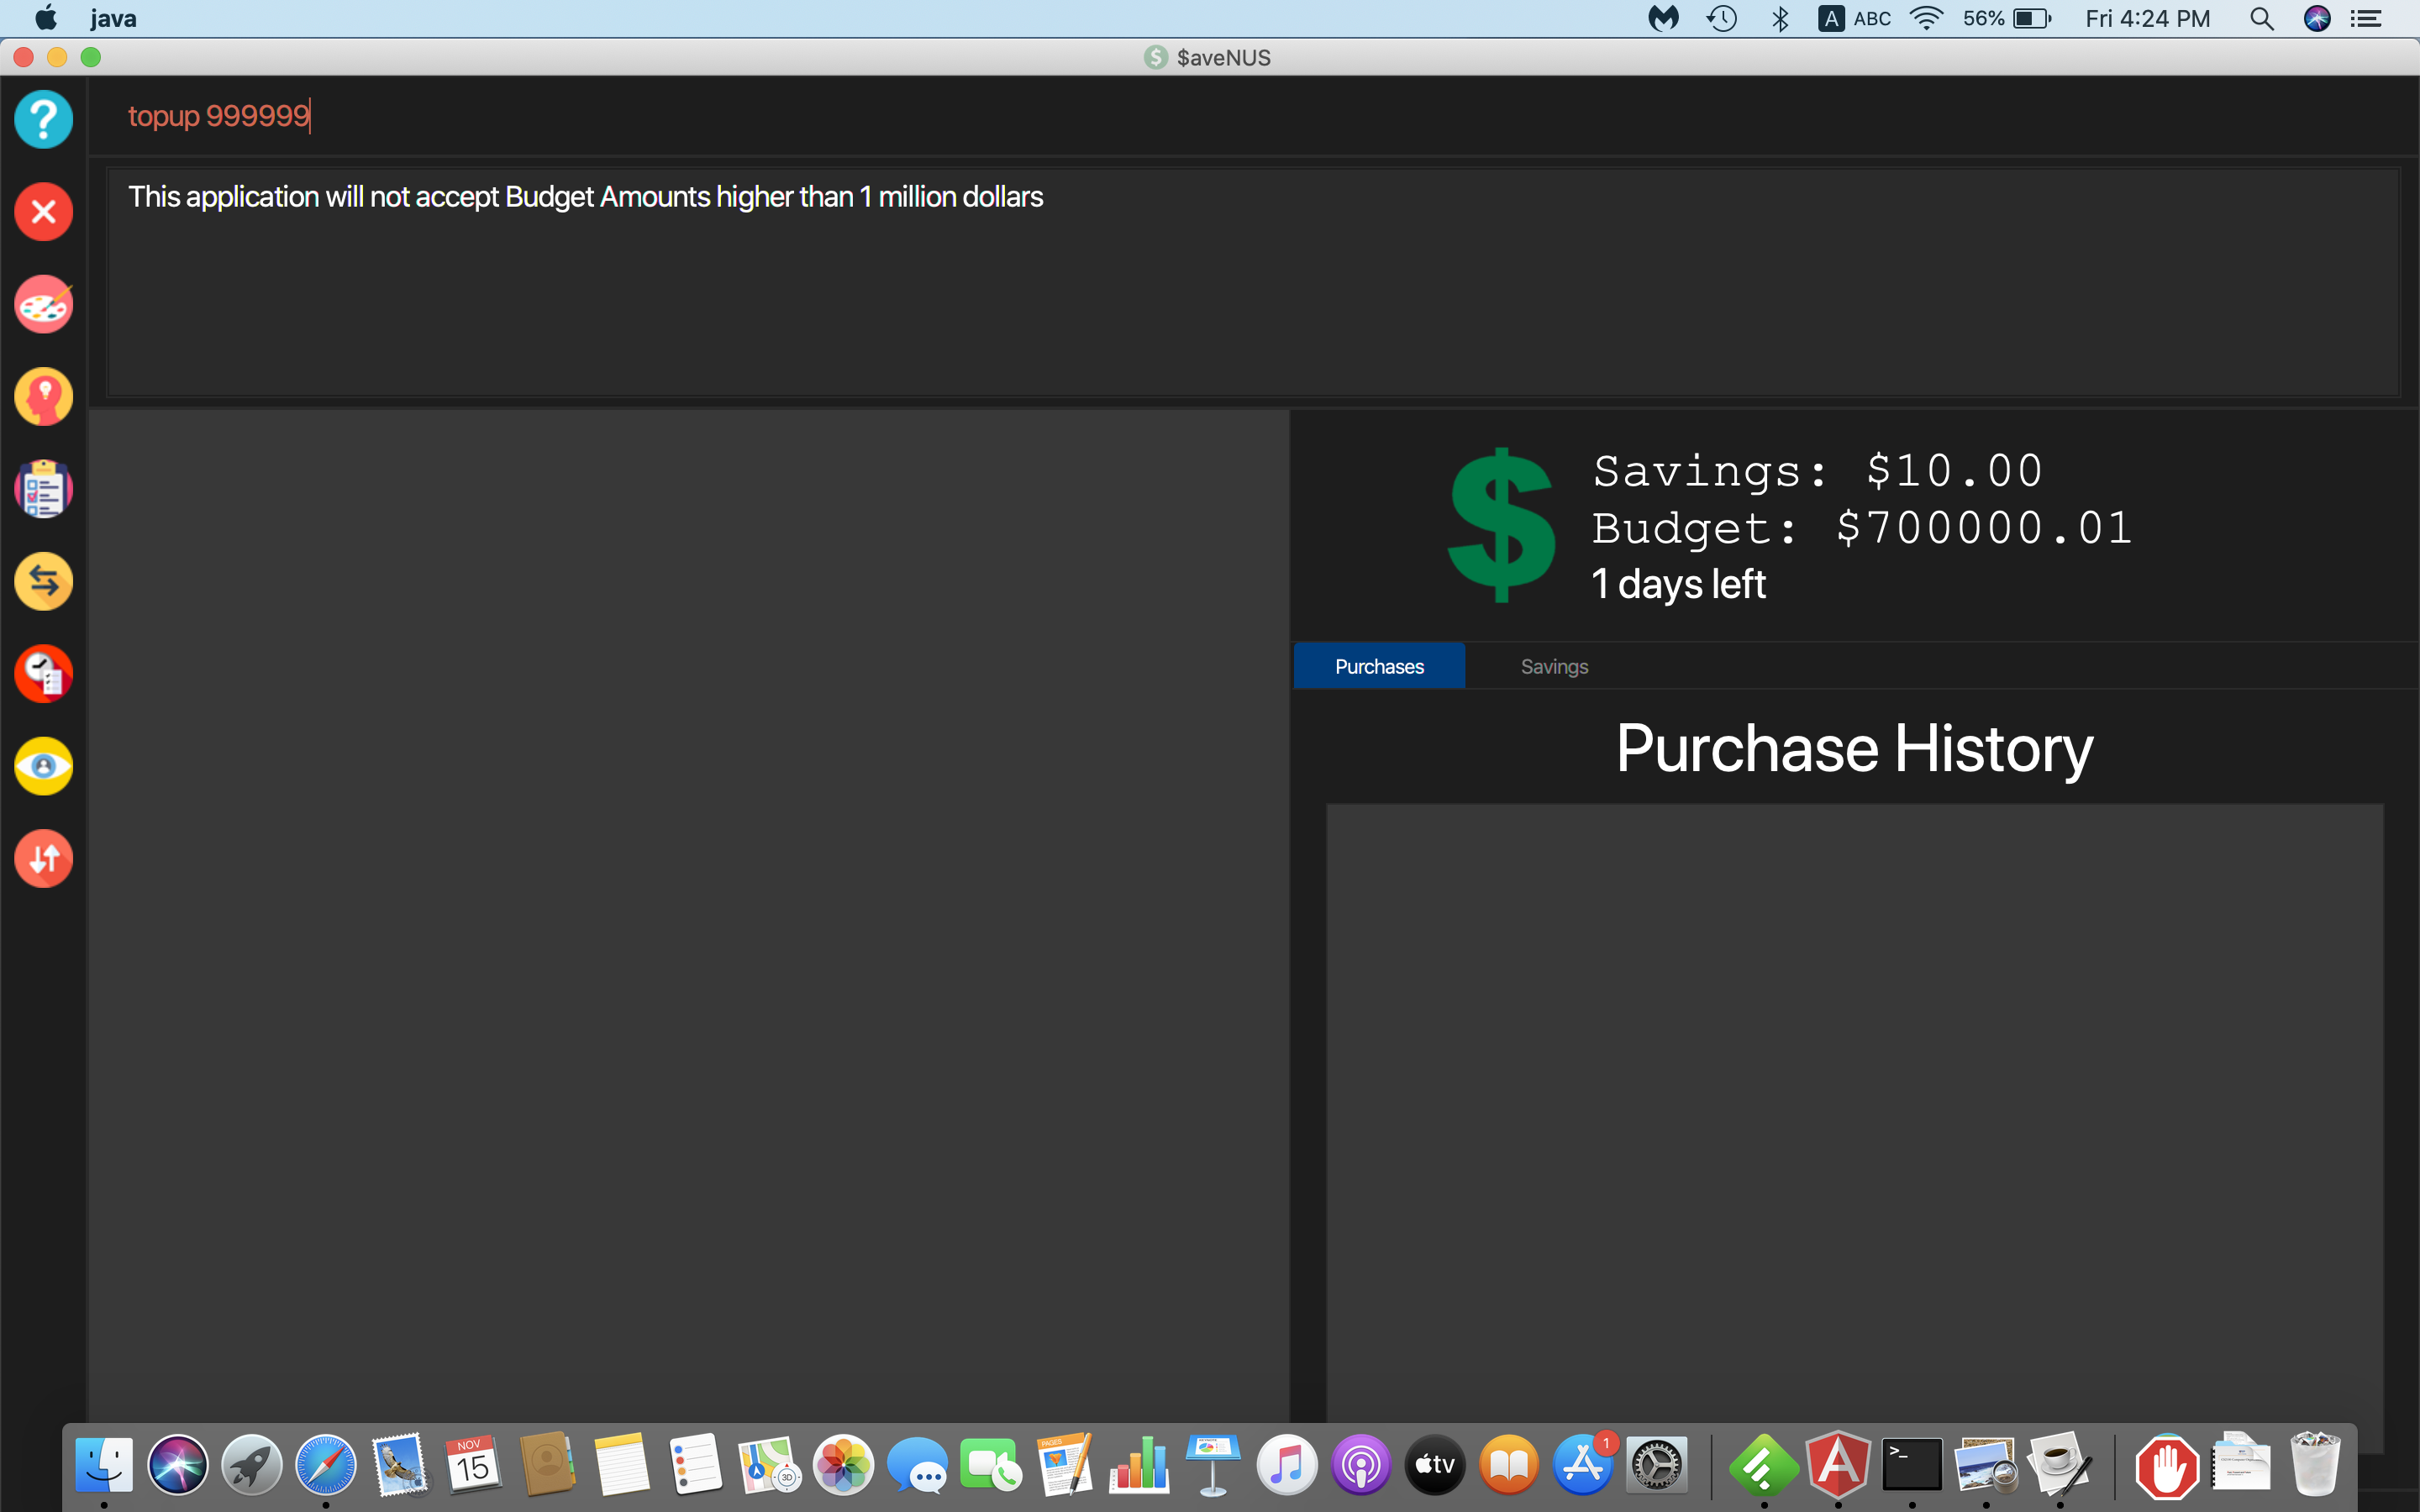 java
ABC
56%
Fri 4:24 PM
$aveNUS
topup 999999
This application will not accept Budget Amounts higher than 1 million dollars
Savings: $10.00
Budget: $700000.01
1 days left
Purchases
Savings
Purchase History
NOV
15
PAGES
3D
tv
1
>_